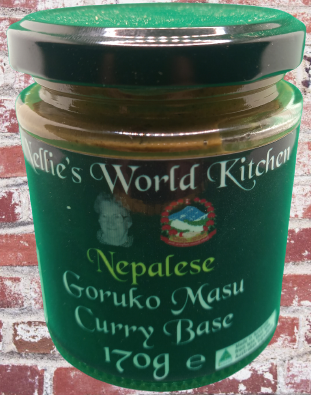 Nellie's World Kitchen
Nepalese
Goruko Masu
Curry Base
170g e